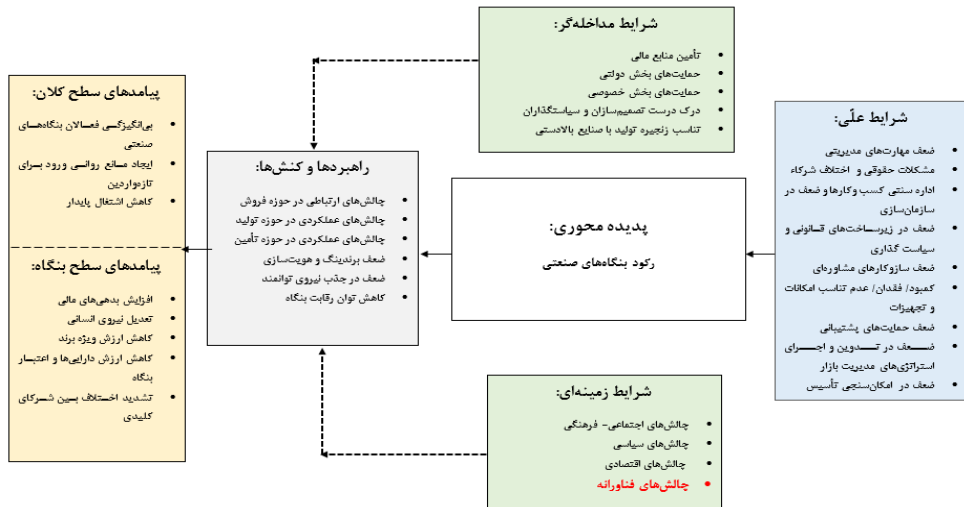 شرایط مداخله‌گر:
تأمین منابع مالی
حمایت‌های بخش دولتی
حمایت‌های بخش خصوصی
درک درست تصمیم‌سازان و سیاستگذاران
تناسب زنجیره تولید با صنایع بالادستی
شرایط علّی:
ضعف مهارت‌های مدیریتی
مشکلات حقوقی و اختلاف شرکاء
اداره سنتی کسب وکارها و ضعف در
سازمان‌سازی
ضعف در زیرساخت‌های قانونی و
سیاست گذاری
ضعف سازوکارهای مشاوره‌ای
کمبود/ فقدان/ عدم تناسب امکانات
و تجهیزات
ضعف حمایت‌های پشتیبانی
ضعف در تدوین و اجرای
استراتژی‌های مدیریت بازار
ضعف در امکان‌سنجی تأسیس
پدیده محوری:
رکود بنگاه‌های صنعتی
راهبردها و کنش‌ها:
چالش‌های ارتباطی در حوزه فروش
چالش‌های عملکردی در حوزه تولید
چالش‌های عملکردی در حوزه تأمین
ضعف برندینگ و هویت‌سازی
ضعف در جذب نیروی توانمند
کاهش توان رقابت بنگاه
شرایط زمینه‌ای:
چالش‌های اجتماعی- فرهنگی
چالش‌های سیاسی
چالش‌های اقتصادی
چالش‌های فناورانه
پیامدهای سطح کلان:
بی‌انگیزگی فعالان بنگاه‌های
صنعتی
ایجاد مانع روانی ورود برای
تازه‌واردین
کاهش اشتغال پایدار
پیامدهای سطح بنگاه:
افزایش بدهی‌های مالی
تعدیل نیروی انسانی
کاهش ارزش ویژه برند
کاهش ارزش دارایی‌ها و اعتبار
بنگاه
تشدید اختلاف بین شرکای
کلیدی